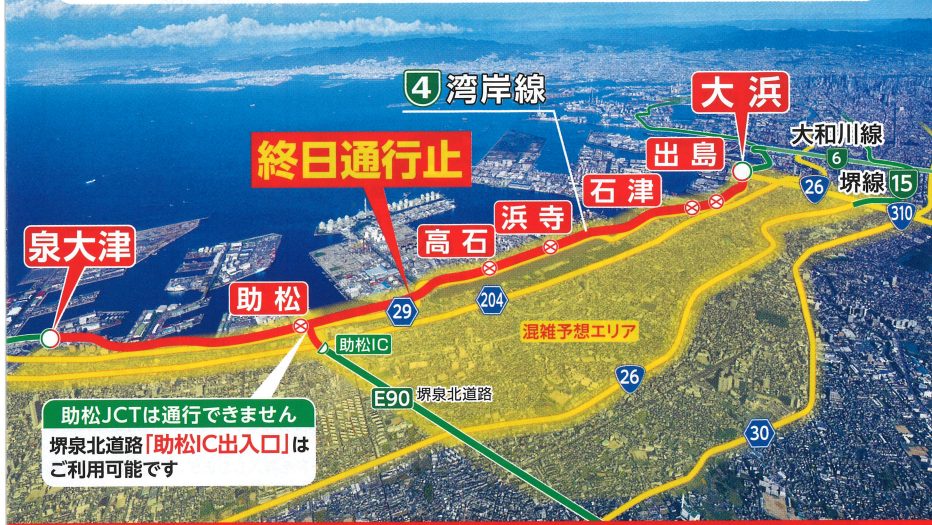 4 湾岸線
大浜
大和川線
6
終日通行止
出島
26
堺線 15
石津
310
浜寺
泉大津
高石
助松
204
29
混雑予想エリア
助松IC
26
E90 堺泉北道路
助松JCTは通行できません
堺泉北道路「助松IC出入口」は
ご利用可能です
30